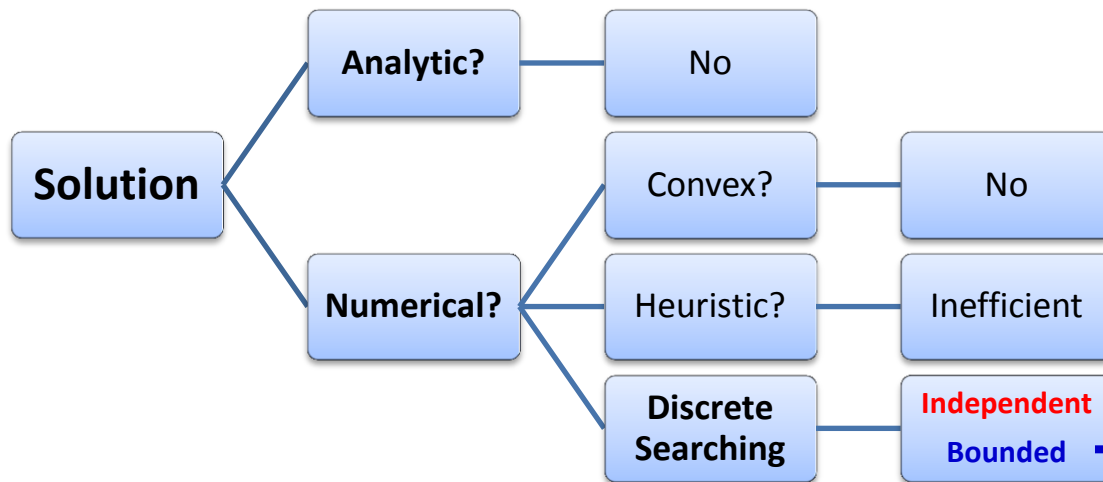 Analytic?
No
Solution
Convex?
No
Numerical?
Heuristic?
Inefficient
Discrete
Searching
Independent
Bounded